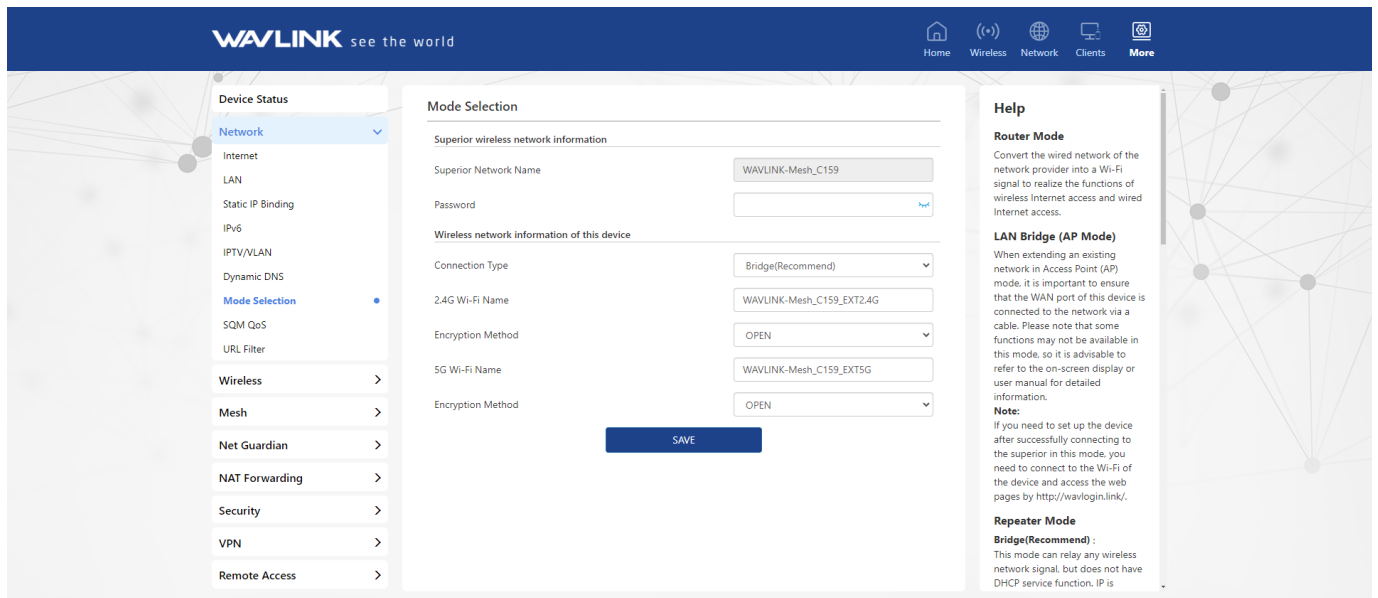 WAVLINK see the world
Home
Wireless
Network
Clients
More
Device Status
Network
Internet
LAN
Static IP Binding
IPv6
IPTV/VLAN
Dynamic DNS
Mode Selection
SQM QoS
URL Filter
Wireless
Mesh
Net Guardian
NAT Forwarding
Security
VPN
Remote Access
Mode Selection
Superior wireless network information
Superior Network Name WAVLINK-Mesh_C159
Password
Wireless network information of this device
Connection Type Bridge(Recommend)
2.4G Wi-Fi Name WAVLINK-Mesh_C159_EXT2.4G
Encryption Method OPEN
5G Wi-Fi Name WAVLINK-Mesh_C159_EXT5G
Encryption Method OPEN
SAVE
Help
Router Mode
Convert the wired network of the
network provider into a Wi-Fi
signal to realize the functions of
wireless Internet access and wired
Internet access.
LAN Bridge (AP Mode)
When extending an existing
network in Access Point (AP)
mode, it is important to ensure
that the WAN port of this device is
connected to the network via a
cable. Please note that some
functions may not be available in
this mode, so it is advisable to
refer to the on-screen display or
user manual for detailed
information.
Note:
If you need to set up the device
after successfully connecting to
the superior in this mode, you
need to connect to the Wi-Fi of
the device and access the web
pages by http://wavlogin.link/.
Repeater Mode
Bridge(Recommend) :
This mode can relay any wireless
network signal, but does not have
DHCP service function. IP is